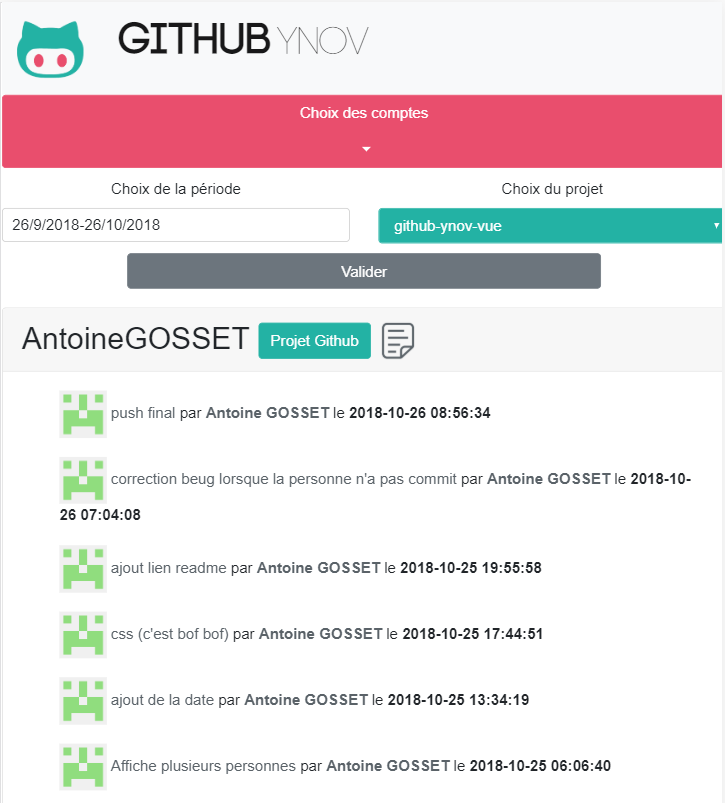 GITHUB YNOV
Choix des comptes
Choix de la période
Choix du projet
26/9/2018-26/10/2018
github-ynov-vue
Valider
AntoineGOSSET Projet Github
push final par Antoine GOSSET le 2018-10-26 08:56:34
correction beug lorsque la personne n'a pas commit par Antoine GOSSET le 2018-10-
26 07:04:08
ajout lien readme par Antoine GOSSET le 2018-10-25 19:55:58
css (c'est bof bof) par Antoine GOSSET le 2018-10-25 17:44:51
ajout de la date par Antoine GOSSET le 2018-10-25 13:34:19
Affiche plusieurs personnes par Antoine GOSSET le 2018-10-25 06:06:40